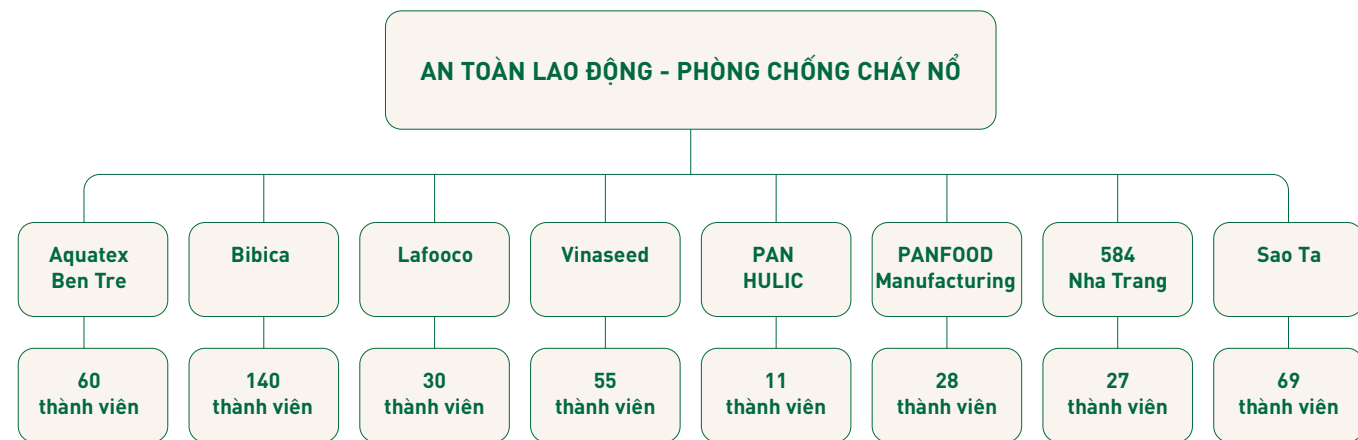 AN TOÀN LAO ĐỘNG - PHÒNG CHỐNG CHÁY NỔ
Aquatex
Ben Tre
Bibica
Lafooco
Vinaseed
PAN
HULIC
PANFOOD
Manufacturing
584
Nha Trang
Sao Ta
60
thành viên
140
thành viên
30
thành viên
55
thành viên
11
thành viên
28
thành viên
27
thành viên
69
thành viên